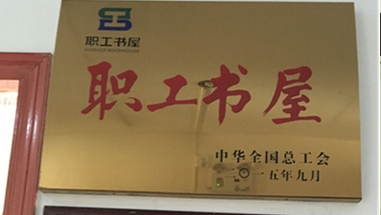 职工书屋
职工书屋
中华全国总工会
二〇一五年九月